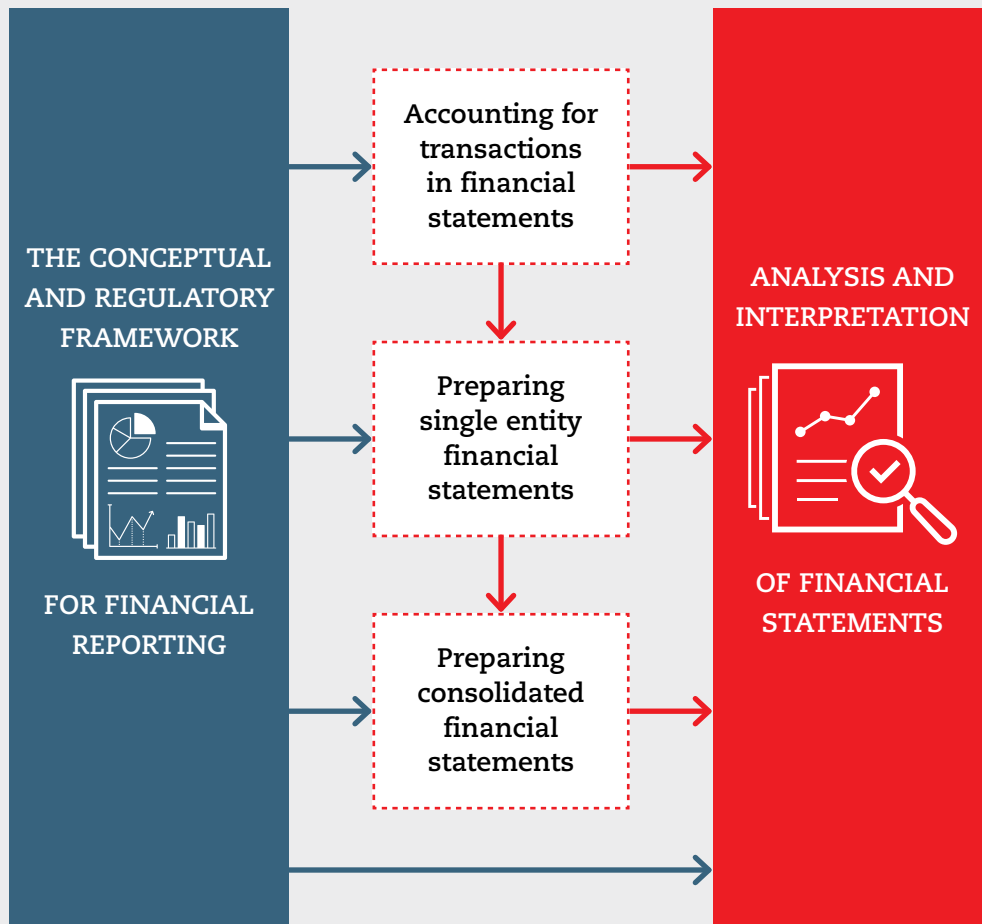 THE CONCEPTUAL
AND REGULATORY
FRAMEWORK
FOR FINANCIAL
REPORTING
Accounting for
transactions
in financial
statements
Preparing
single entity
financial
statements
Preparing
consolidated
financial
statements
ANALYSIS AND
INTERPRETATION
OF FINANCIAL
STATEMENTS